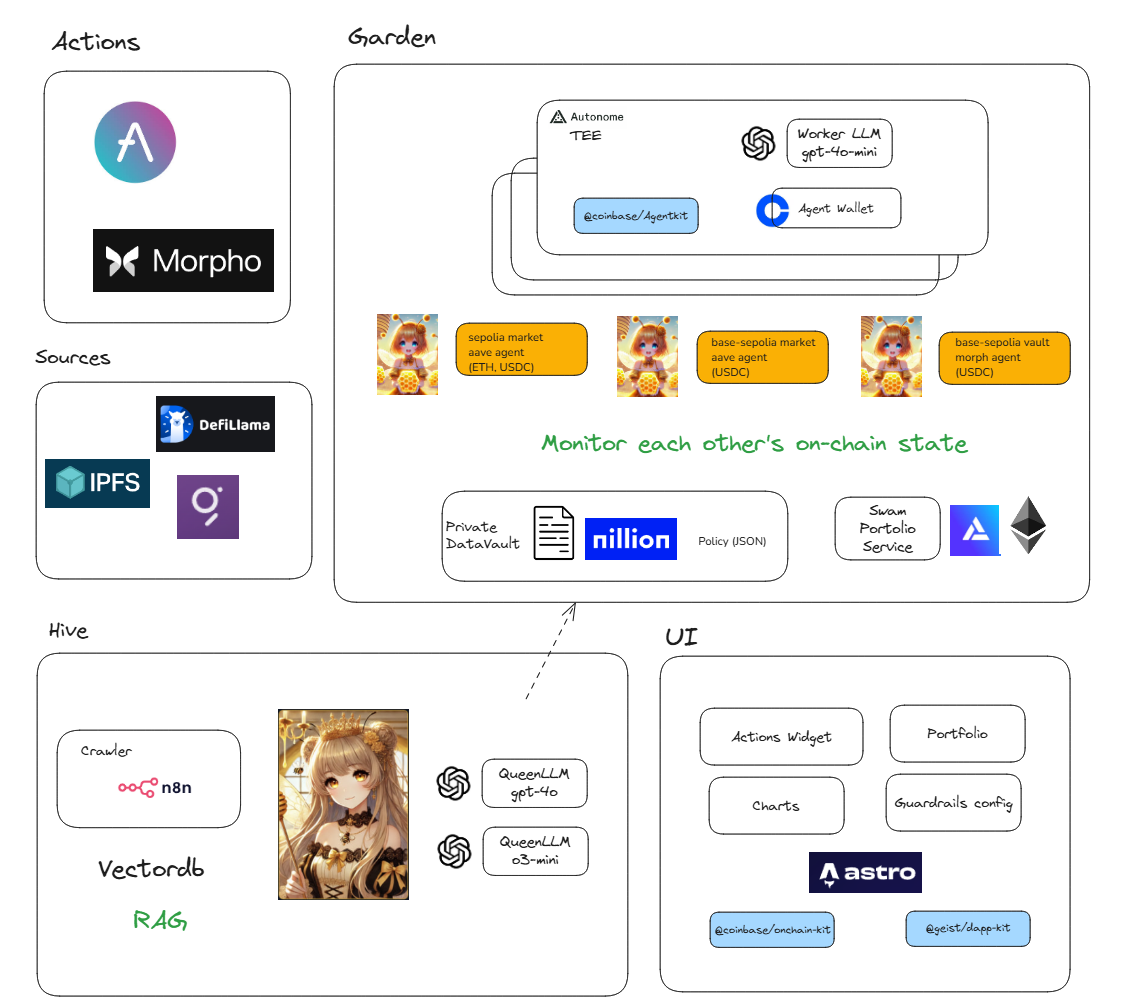 Actions
Morpho
Sources
DefiLlama
IPFS
Garden
Autonome
TEE
Worker LLM
gpt-4o-mini
@coinbase/Agentkit
Agent Wallet
sepolia market
aave agent
(ETH, USDC)
base-sepolia market
aave agent
(USDC)
base-sepolia vault
morph agent
(USDC)
Monitor each other's on-chain state
Private
DataVault
nillion
Policy (JSON)
Swam
Portolio
Service
Hive
Crawler
n8n
Vectordb
RAG
QueenLLM
gpt-4o
QueenLLM
o3-mini
UI
Actions Widget
Portfolio
Charts
Guardrails config
astro
@coinbase/onchain-kit
@geist/dapp-kit